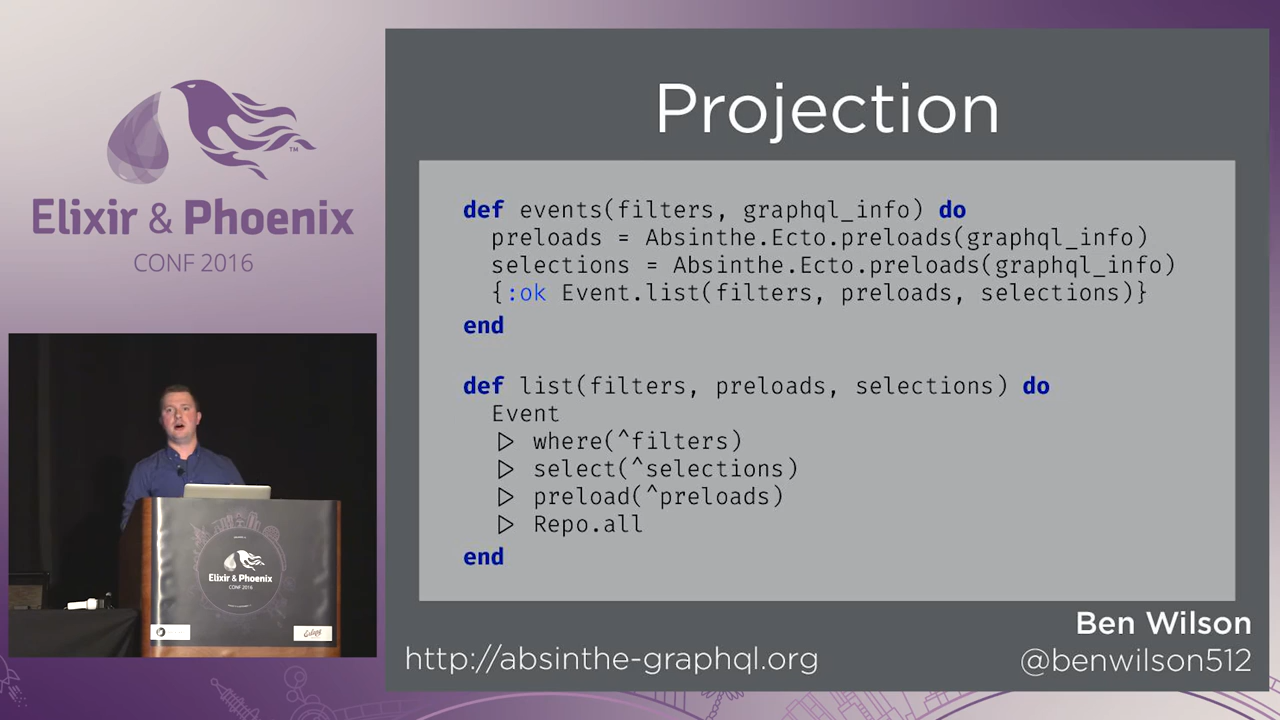 Elixir & Phoenix
CONF 2016
TM
Projection
def events(filters, graphql_info) do
preloads = Absinthe.Ecto.preloads(graphql_info)
selections = Absinthe.Ecto.preloads(graphql_info)
{:ok Event.list(filters, preloads, selections)}
end
def list(filters, preloads, selections) do
Event
|> where(^filters)
|> select(^selections)
|> preload(^preloads)
|> Repo.all
end
Ben Wilson
http://absinthe-graphql.org
@benwilson512
Elixir & Phoenix
CONF 2016